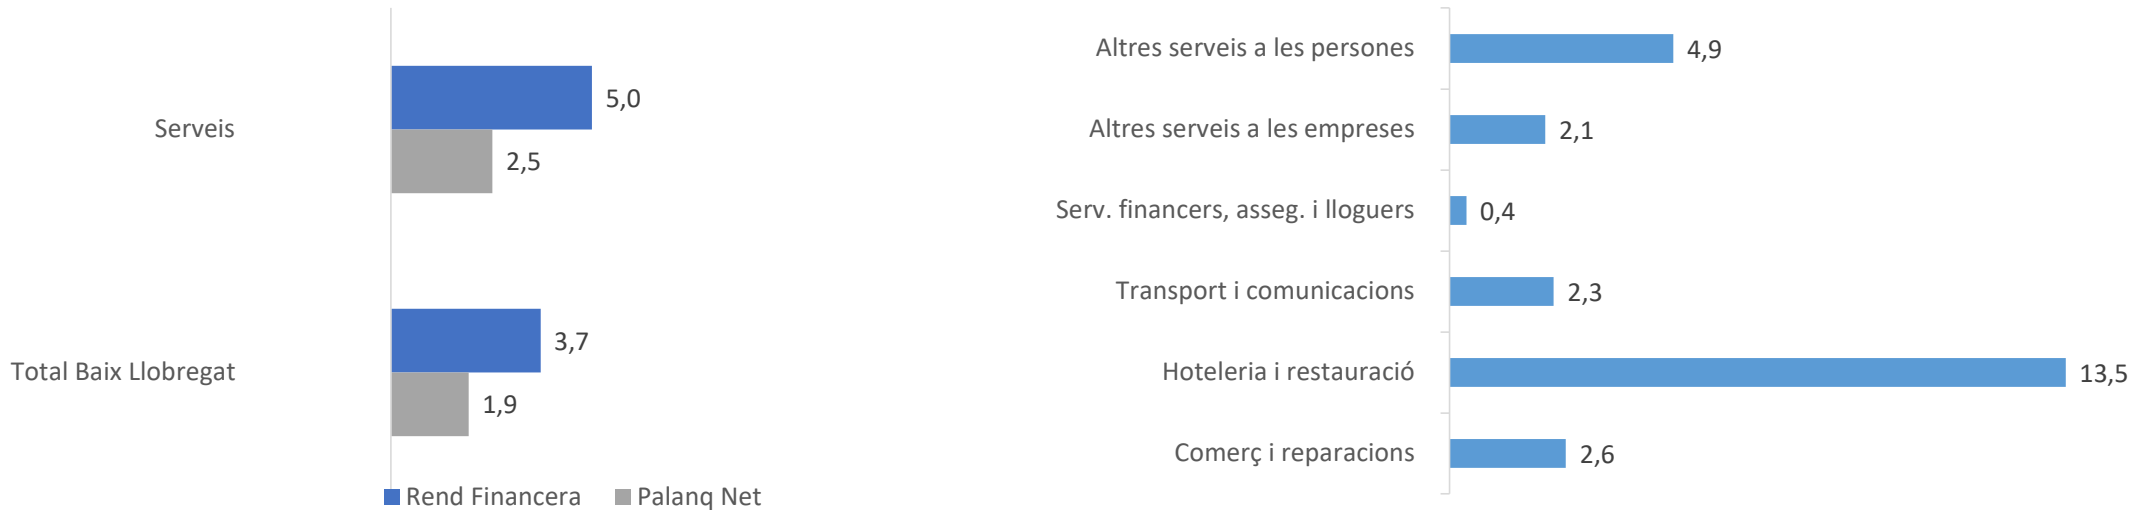 Serveis
5,0
2,5
Total Baix Llobregat
3,7
1,9
Rend Financera
Palanq Net
Altres serveis a les persones
4,9
Altres serveis a les empreses
2,1
Serv. financers, asseg. i lloguers
0,4
Transport i comunicacions
2,3
Hoteleria i restauració
13,5
Comerç i reparacions
2,6